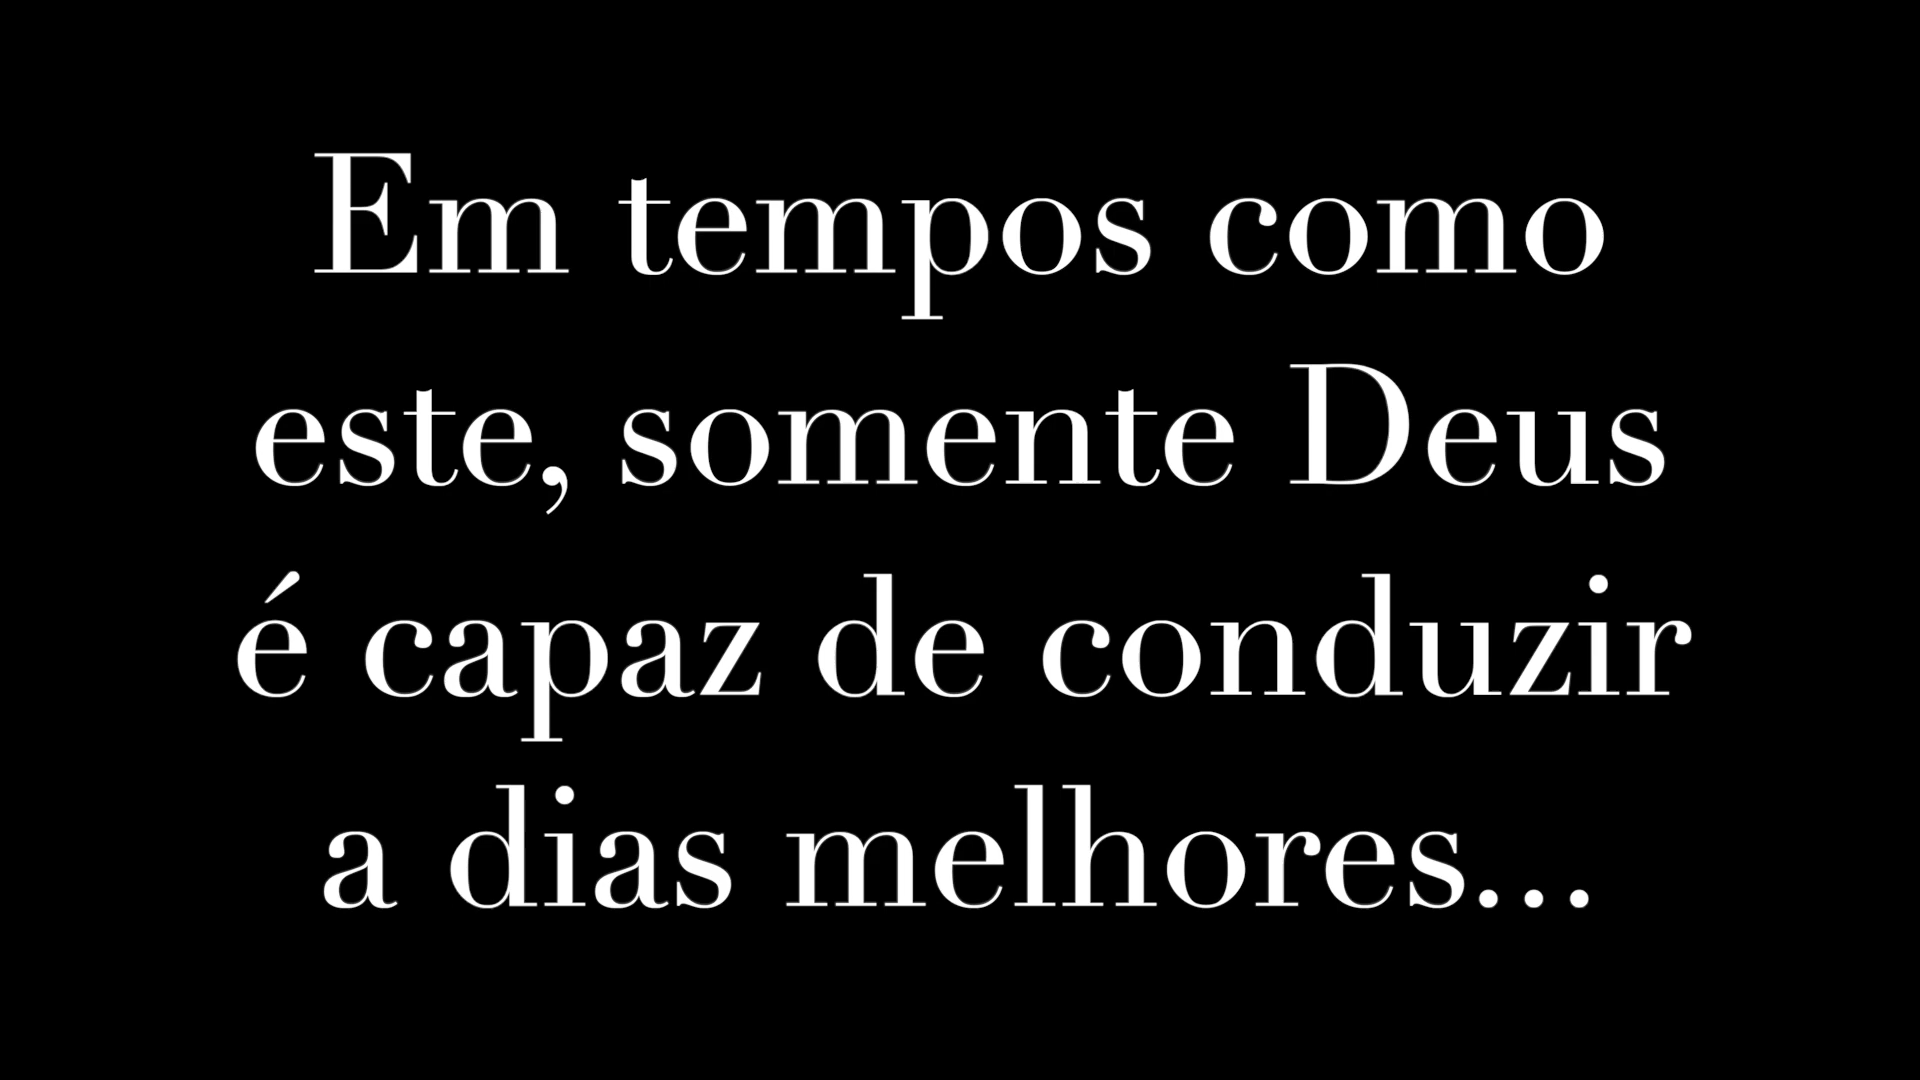 Em tempos como
este, somente Deus
é capaz de conduzir
a dias melhores...